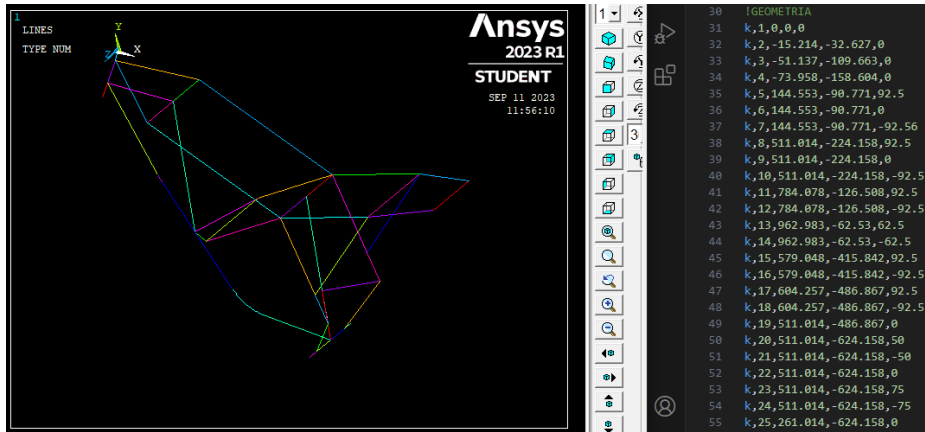 1
LINES
TYPE NUM
Y
X
Z
Ansys
2023 R1
STUDENT
SEP 11 2023
11:56:10
1
3
30 !GEOMETRIA
31 k,1,0,0,0
32 k,2,-15.214,-32.627,0
33 k,3,-51.137,-109.663,0
34 k,4,-73.958,-158.604,0
35 k,5,144.553,-90.771,92.5
36 k,6,144.553,-90.771,0
37 k,7,144.553,-90.771,-92.56
38 k,8,511.014,-224.158,92.5
39 k,9,511.014,-224.158,0
40 k,10,511.014,-224.158,-92.5
41 k,11,784.078,-126.508,92.5
42 k,12,784.078,-126.508,-92.5
43 k,13,962.983,-62.53,62.5
44 k,14,962.983,-62.53,-62.5
45 k,15,579.048,-415.842,92.5
46 k,16,579.048,-415.842,-92.5
47 k,17,604.257,-486.867,92.5
48 k,18,604.257,-486.867,-92.5
49 k,19,511.014,-486.867,0
50 k,20,511.014,-624.158,50
51 k,21,511.014,-624.158,-50
52 k,22,511.014,-624.158,0
53 k,23,511.014,-624.158,75
54 k,24,511.014,-624.158,-75
55 k,25,261.014,-624.158,0